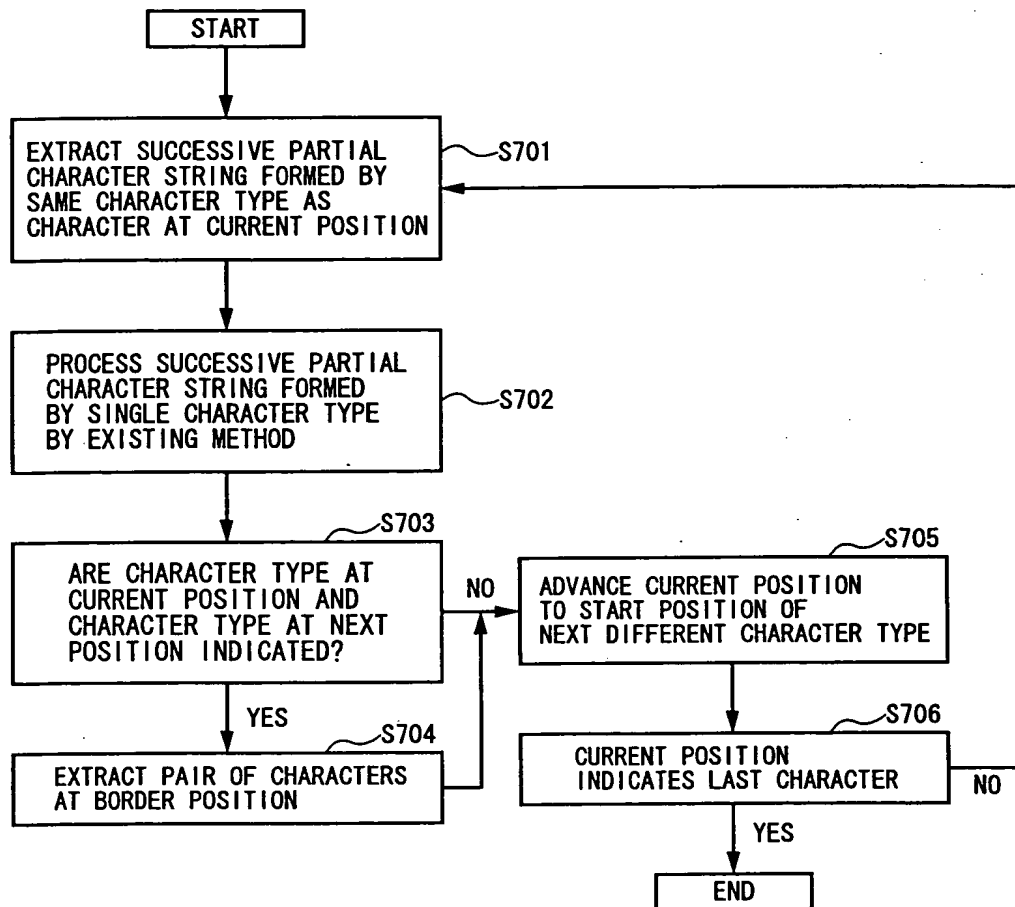 START
EXTRACT SUCCESSIVE PARTIAL
CHARACTER STRING FORMED BY
SAME CHARACTER TYPE AS
CHARACTER AT CURRENT POSITION
S701
PROCESS SUCCESSIVE PARTIAL
CHARACTER STRING FORMED
BY SINGLE CHARACTER TYPE
BY EXISTING METHOD
S702
S703
ARE CHARACTER TYPE AT
CURRENT POSITION AND
CHARACTER TYPE AT NEXT
POSITION INDICATED?
NO
YES
S704
EXTRACT PAIR OF CHARACTERS
AT BORDER POSITION
S705
ADVANCE CURRENT POSITION
TO START POSITION OF
NEXT DIFFERENT CHARACTER TYPE
S706
CURRENT POSITION
INDICATES LAST CHARACTER
NO
YES
END